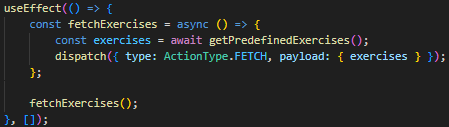 useEffect(() => {
    const fetchExercises = async () => {
        const exercises = await getPredefinedExercises();
        dispatch({ type: ActionType.FETCH, payload: { exercises } });
    };

    fetchExercises();
}, []);